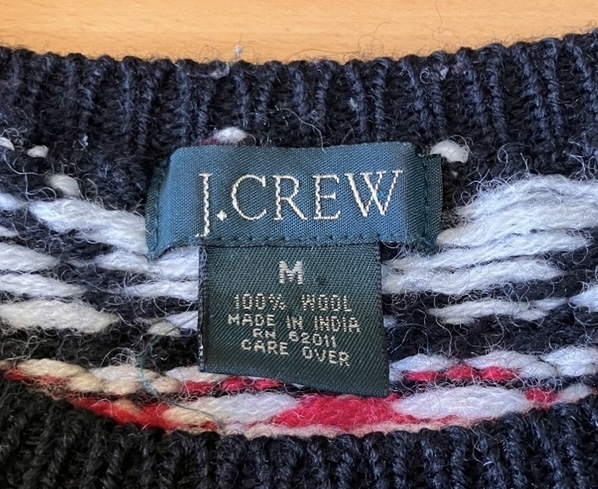 J.CREW
M
100% WOOL
MADE IN INDIA
RN 62011
CARE OVER